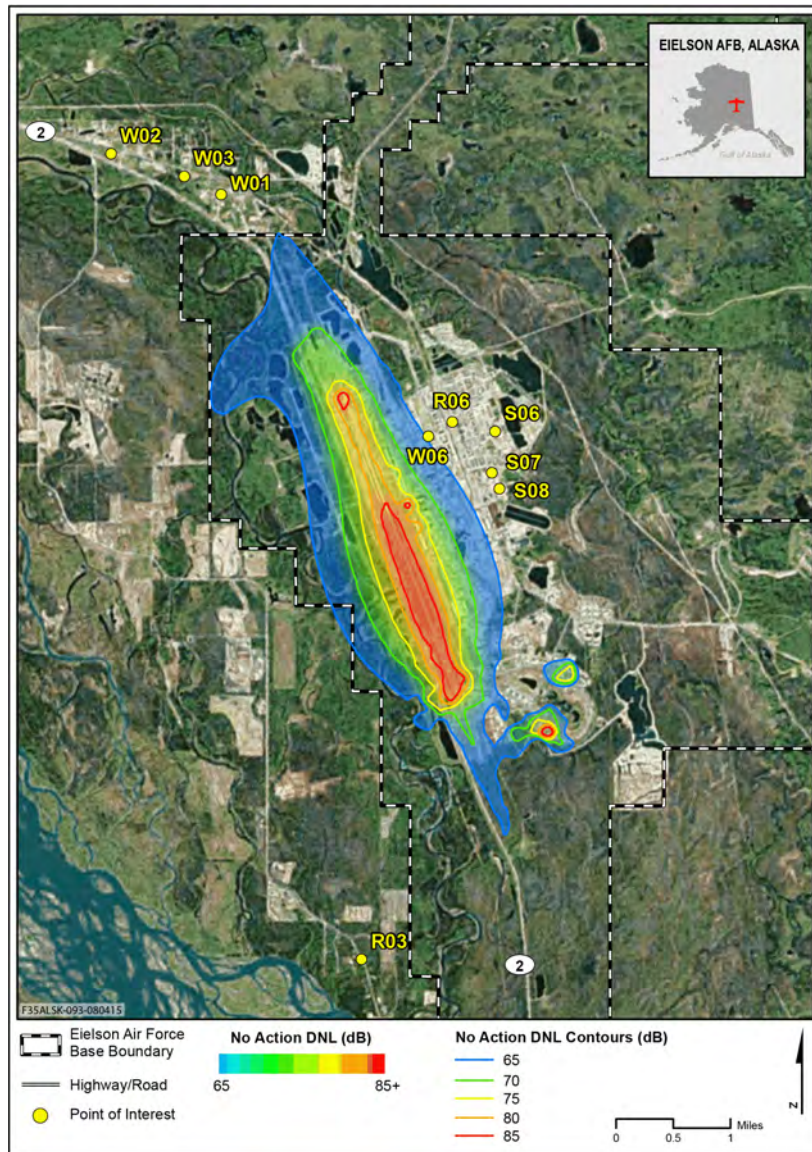 EIELSON AFB, ALASKA
Gulf of Alaska
2
W02
W03
W01
R06
S06
W06
S07
S08
R03
2
F35ALSK-093-080415
Eielson Air Force
Base Boundary
Highway/Road
Point of Interest
No Action DNL (dB)
65
85+
No Action DNL Contours (dB)
65
70
75
80
85
Miles
0
0.5
1
N